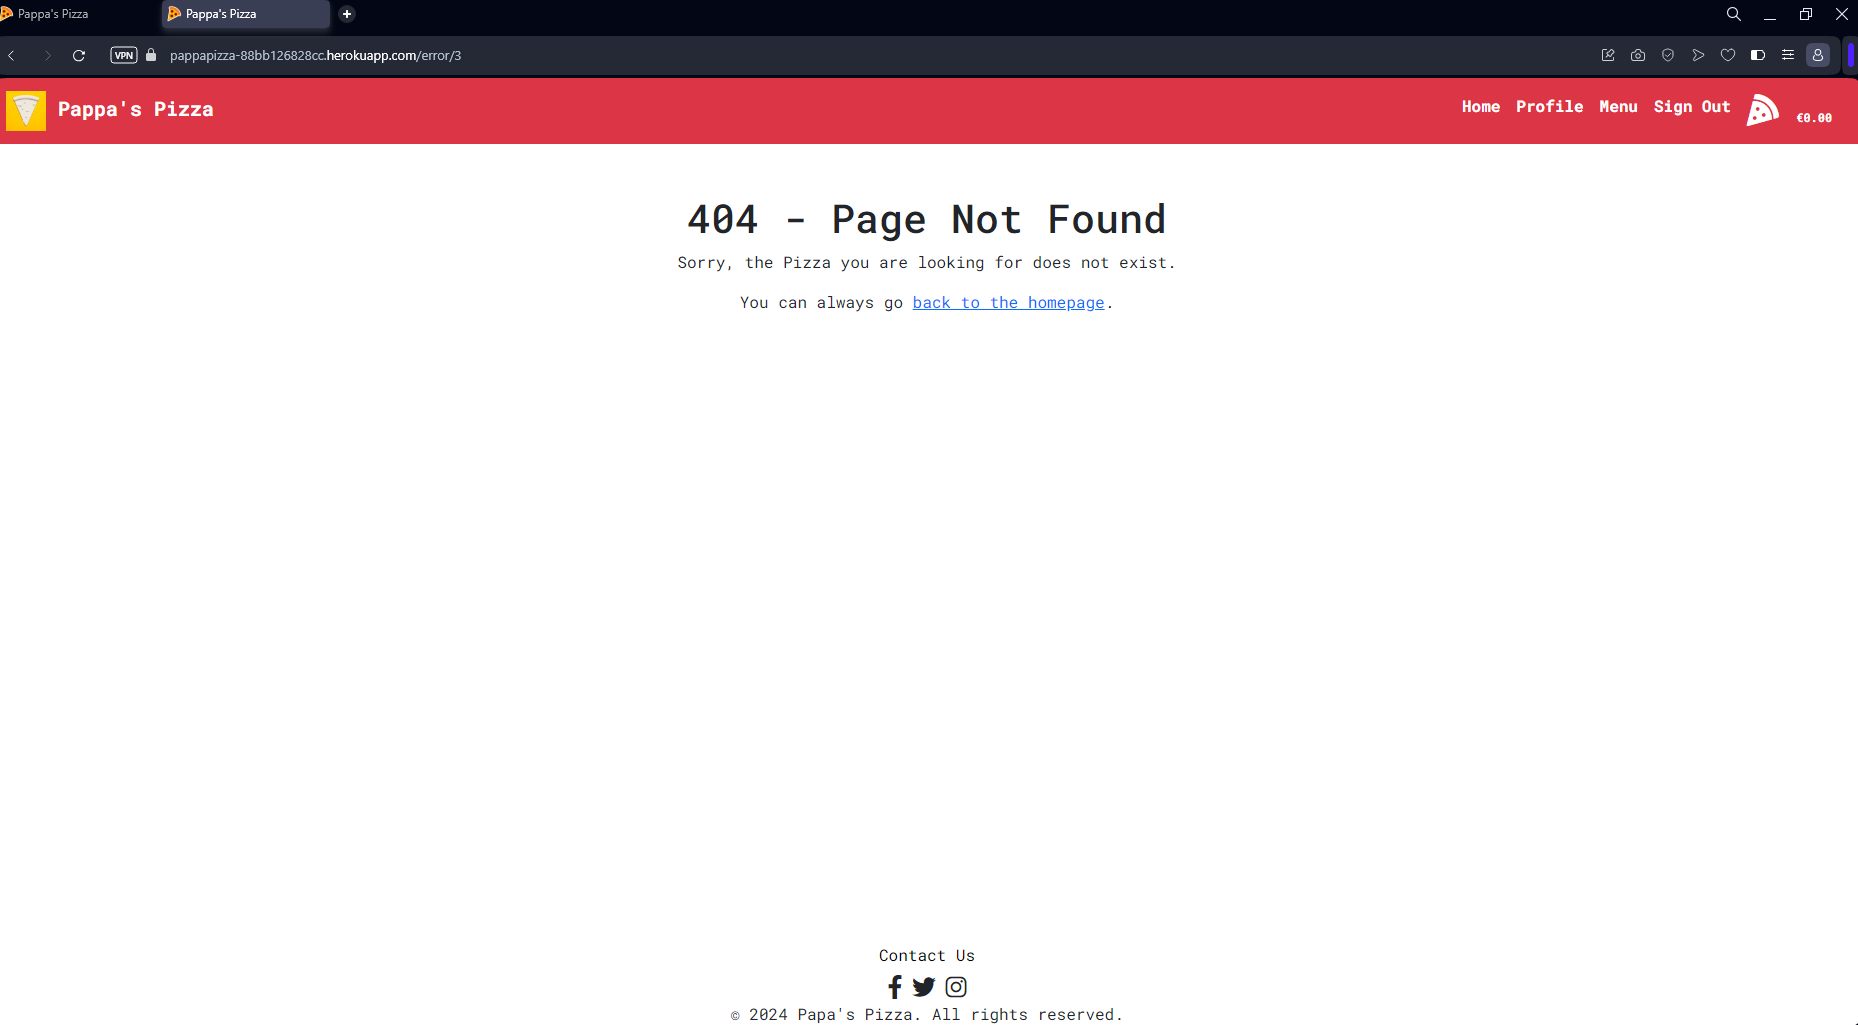 Pappa's Pizza
Pappa's Pizza
VPN
pappapizza-88bb126828cc.herokuapp.com/error/3
Pappa's Pizza
Home Profile Menu Sign Out €0.00
404 - Page Not Found
Sorry, the Pizza you are looking for does not exist.
You can always go back to the homepage.
Contact Us
© 2024 Papa's Pizza. All rights reserved.